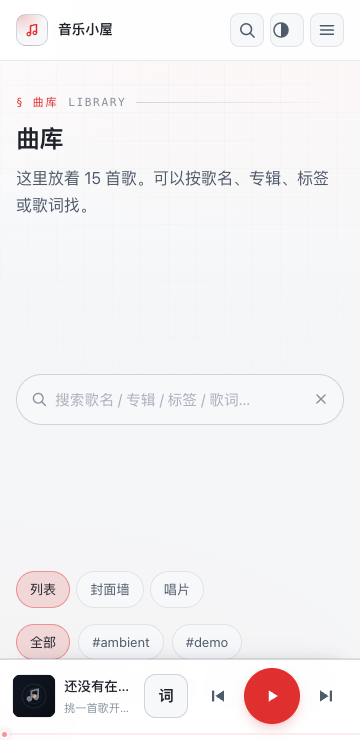 音乐小屋
§ 曲库 LIBRARY
曲库
这里放着 15 首歌。可以按歌名、专辑、标签
或歌词找。
搜索歌名 / 专辑 / 标签 / 歌词...
列表 封面墙 唱片
全部 #ambient #demo
还没有在...
挑一首歌开...
词